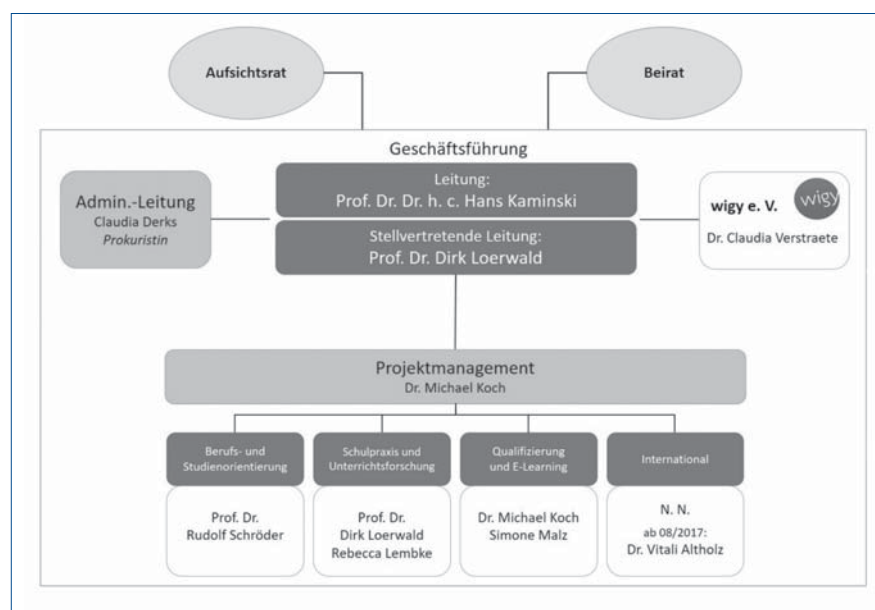 Aufsichtsrat
Beirat
Geschäftsführung
Leitung:
Prof. Dr. Dr. h. c. Hans Kaminski
Stellvertretende Leitung:
Prof. Dr. Dirk Loerwald
Admin.-Leitung
Claudia Derks
Prokuristin
wigy e. V.
wigy
Dr. Claudia Verstraete
Projektmanagement
Dr. Michael Koch
Berufs- und
Studienorientierung
Prof. Dr.
Rudolf Schröder
Schulpraxis und
Unterrichtsforschung
Prof. Dr.
Dirk Loerwald
Rebecca Lembke
Qualifizierung
und E-Learning
Dr. Michael Koch
Simone Malz
International
N. N.
ab 08/2017:
Dr. Vitali Altholz